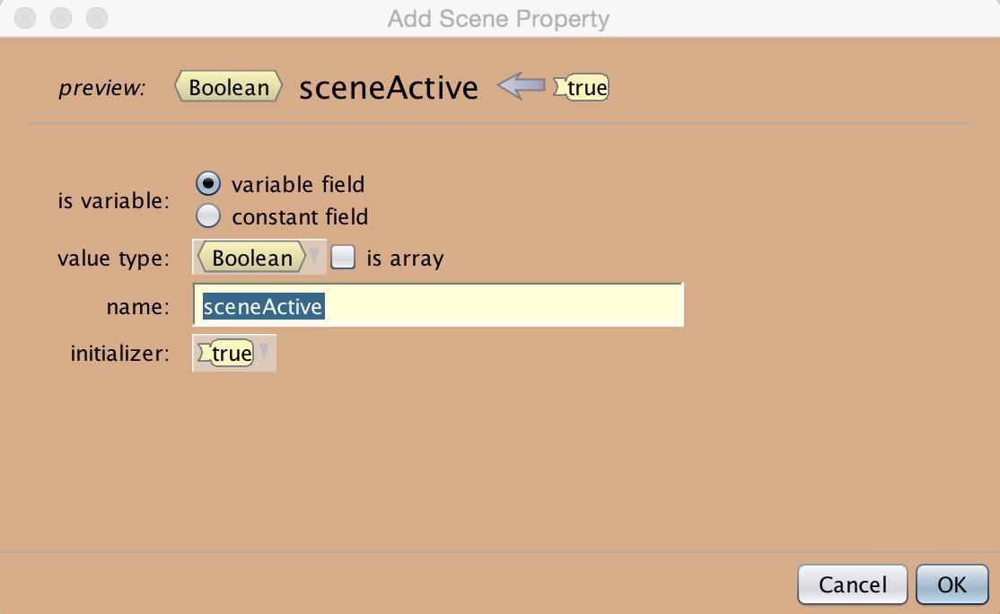 Add Scene Property
preview: Boolean sceneActive true
is variable: variable field
constant field
value type: Boolean is array
name: sceneActive
initializer: true
Cancel OK